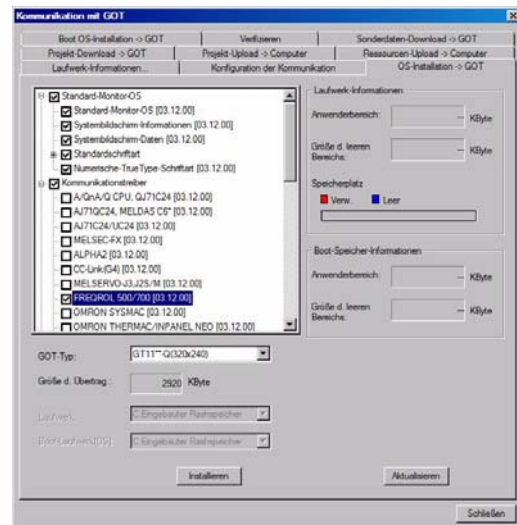 Kommunikation mit GOT
Boot OS-Installation -> GOT
Verifizieren
Sonderdaten-Download -> GOT
Projekt-Download -> GOT
Projekt-Upload -> Computer
Ressourcen-Upload -> Computer
Laufwerk-Informationen...
Konfiguration der Kommunikation
OS-Installation -> GOT
Standard-Monitor-OS
Standard-Monitor-OS [03.12.00]
Systembildschirm-Informationen [03.12.00]
Systembildschirm-Daten [03.12.00]
Standardschriftart
Numerische-True Type-Schriftart [03.12.00]
Kommunikationstreiber
A/QnA/Q CPU, QJ71C24 [03.12.00]
AJ71QC24, MELDAS C6* [03.12.00]
AJ71C24/UC24 [03.12.00]
MELSEC-FX [03.12.00]
ALPHA2 [03.12.00]
CC-Link(G4) [03.12.00]
MELSERVO-J3,J2S/M [03.12.00]
FREQROL 500/700 [03.12.00]
OMRON SYSMAC [03.12.00]
OMRON THERMAC/INPANEL NEO [03.12.00]
Laufwerk-Informationen
Anwenderbereich:
-- KByte
Größe d. leeren
Bereichs:
-- KByte
Speicherplatz
Verw.
Leer
Boot-Speicher-Informationen
Anwenderbereich:
-- KByte
Größe d. leeren
Bereichs:
-- KByte
GOT-Typ:
GT11**-Q(320x240)
Größe d. Übertrag.:
2920 KByte
Laufwerk:
C:Eingebauter Flashspeicher
Boot-Laufwerk(OS):
C:Eingebauter Flashspeicher
Installieren
Aktualisieren
Schließen